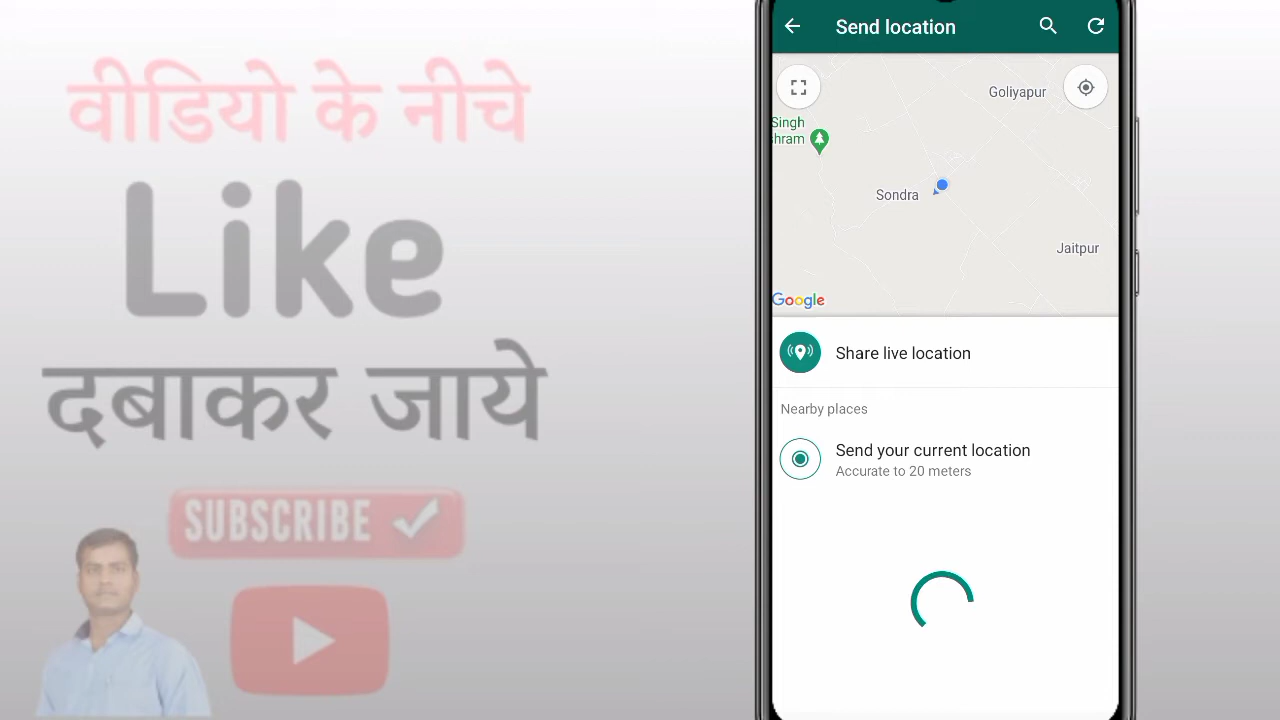 वीडियो के नीचे
Like
दबाकर जाये
SUBSCRIBE
Send location
Goliyapur
Singh
hram
Sondra
Jaitpur
Google
Share live location
Nearby places
Send your current location
Accurate to 20 meters